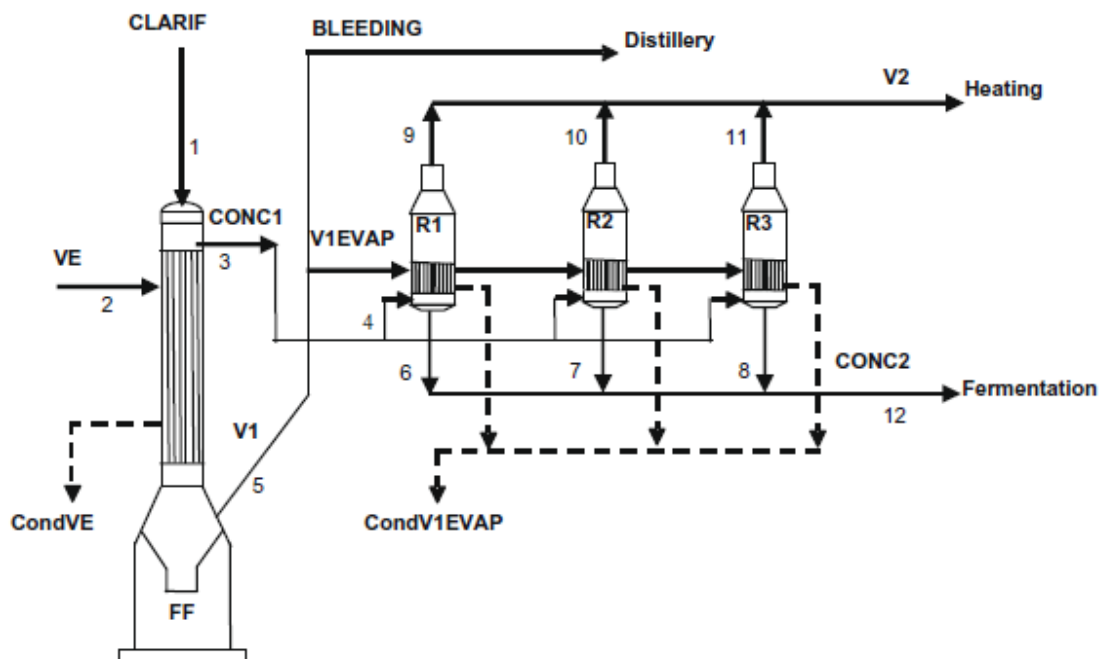 CLARIF
BLEEDING
Distillery
V2
Heating
1
9
10
11
CONC1
R1
R2
R3
V1EVAP
VE
3
2
4
6
7
8
CONC2
Fermentation
12
V1
5
CondVE
CondV1EVAP
FF